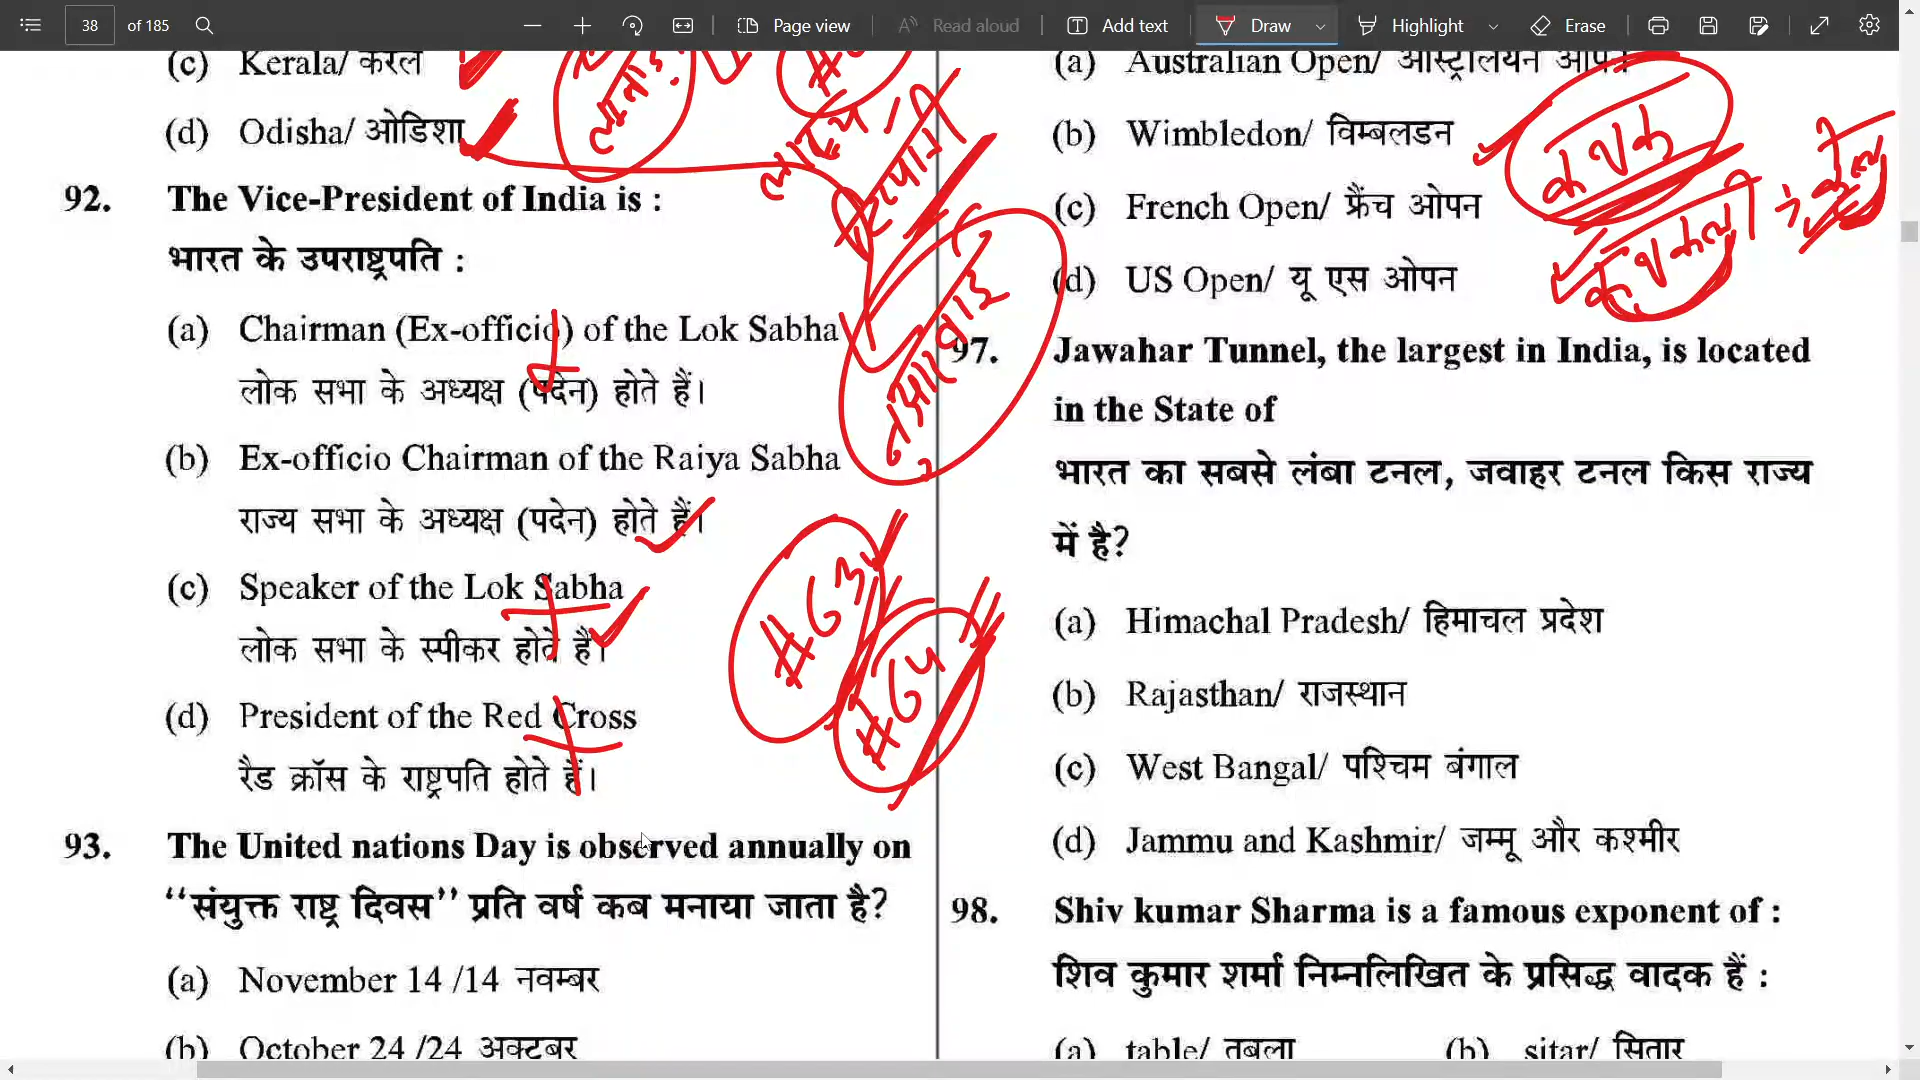 38 of 185 Page view Read aloud Add text Draw Highlight Erase
(c) Kerala/ केरल
(d) Odisha/ ओडिशा
92. The Vice-President of India is :
भारत के उपराष्ट्रपति :
(a) Chairman (Ex-officio) of the Lok Sabha
लोक सभा के अध्यक्ष (पदेन) होते हैं।
(b) Ex-officio Chairman of the Raiya Sabha
राज्य सभा के अध्यक्ष (पदेन) होते हैं।
(c) Speaker of the Lok Sabha
लोक सभा के स्पीकर होते हैं।
(d) President of the Red Cross
रैड क्रॉस के राष्ट्रपति होते हैं।
#G3
#64
93. The United nations Day is observed annually on
“संयुक्त राष्ट्र दिवस” प्रति वर्ष कब मनाया जाता है?
(a) November 14 /14 नवम्बर
(b) October 24 /24 अक्टूबर
(a) Australian Open/ ऑस्ट्रेलियन ओपन
(b) Wimbledon/ विम्बलडन
(c) French Open/ फ्रैंच ओपन
(d) US Open/ यू एस ओपन
97. Jawahar Tunnel, the largest in India, is located
in the State of
भारत का सबसे लंबा टनल, जवाहर टनल किस राज्य
में है?
(a) Himachal Pradesh/ हिमाचल प्रदेश
(b) Rajasthan/ राजस्थान
(c) West Bangal/ पश्चिम बंगाल
(d) Jammu and Kashmir/ जम्मू और कश्मीर
98. Shiv kumar Sharma is a famous exponent of :
शिव कुमार शर्मा निम्नलिखित के प्रसिद्ध वादक हैं :
(a) table/ तबला (b) sitar/ सितार